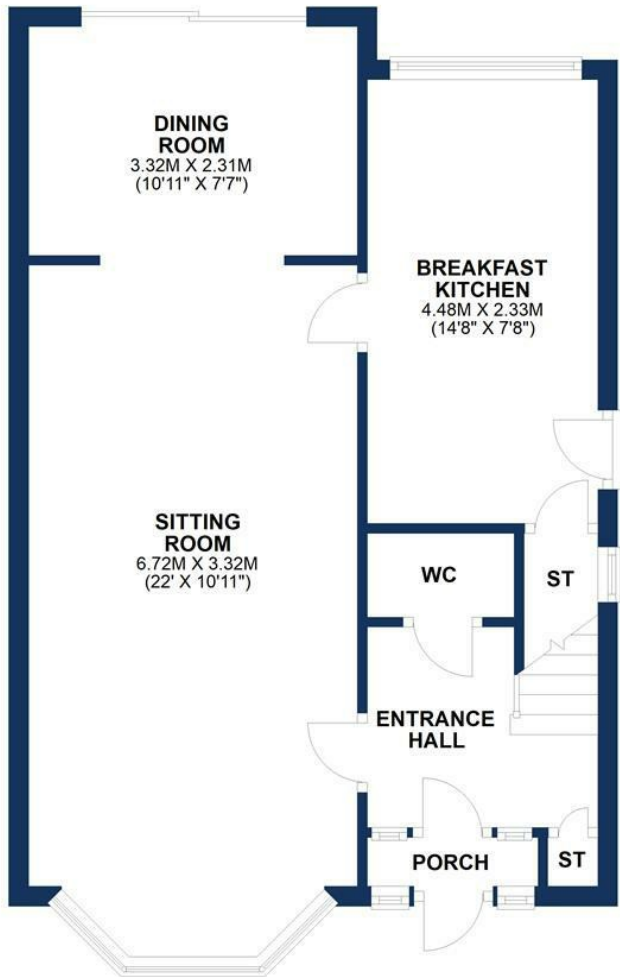 DINING
ROOM
3.32M X 2.31M
(10'11" X 7'7")
BREAKFAST
KITCHEN
4.48M X 2.33M
(14'8" X 7'8")
SITTING
ROOM
6.72M X 3.32M
(22' X 10'11")
WC
ST
ENTRANCE
HALL
PORCH
ST